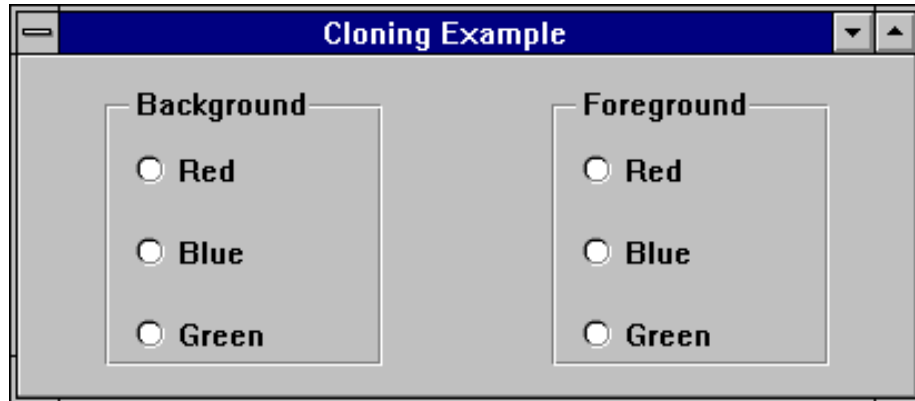 Cloning Example
Background
Red
Blue
Green
Foreground
Red
Blue
Green